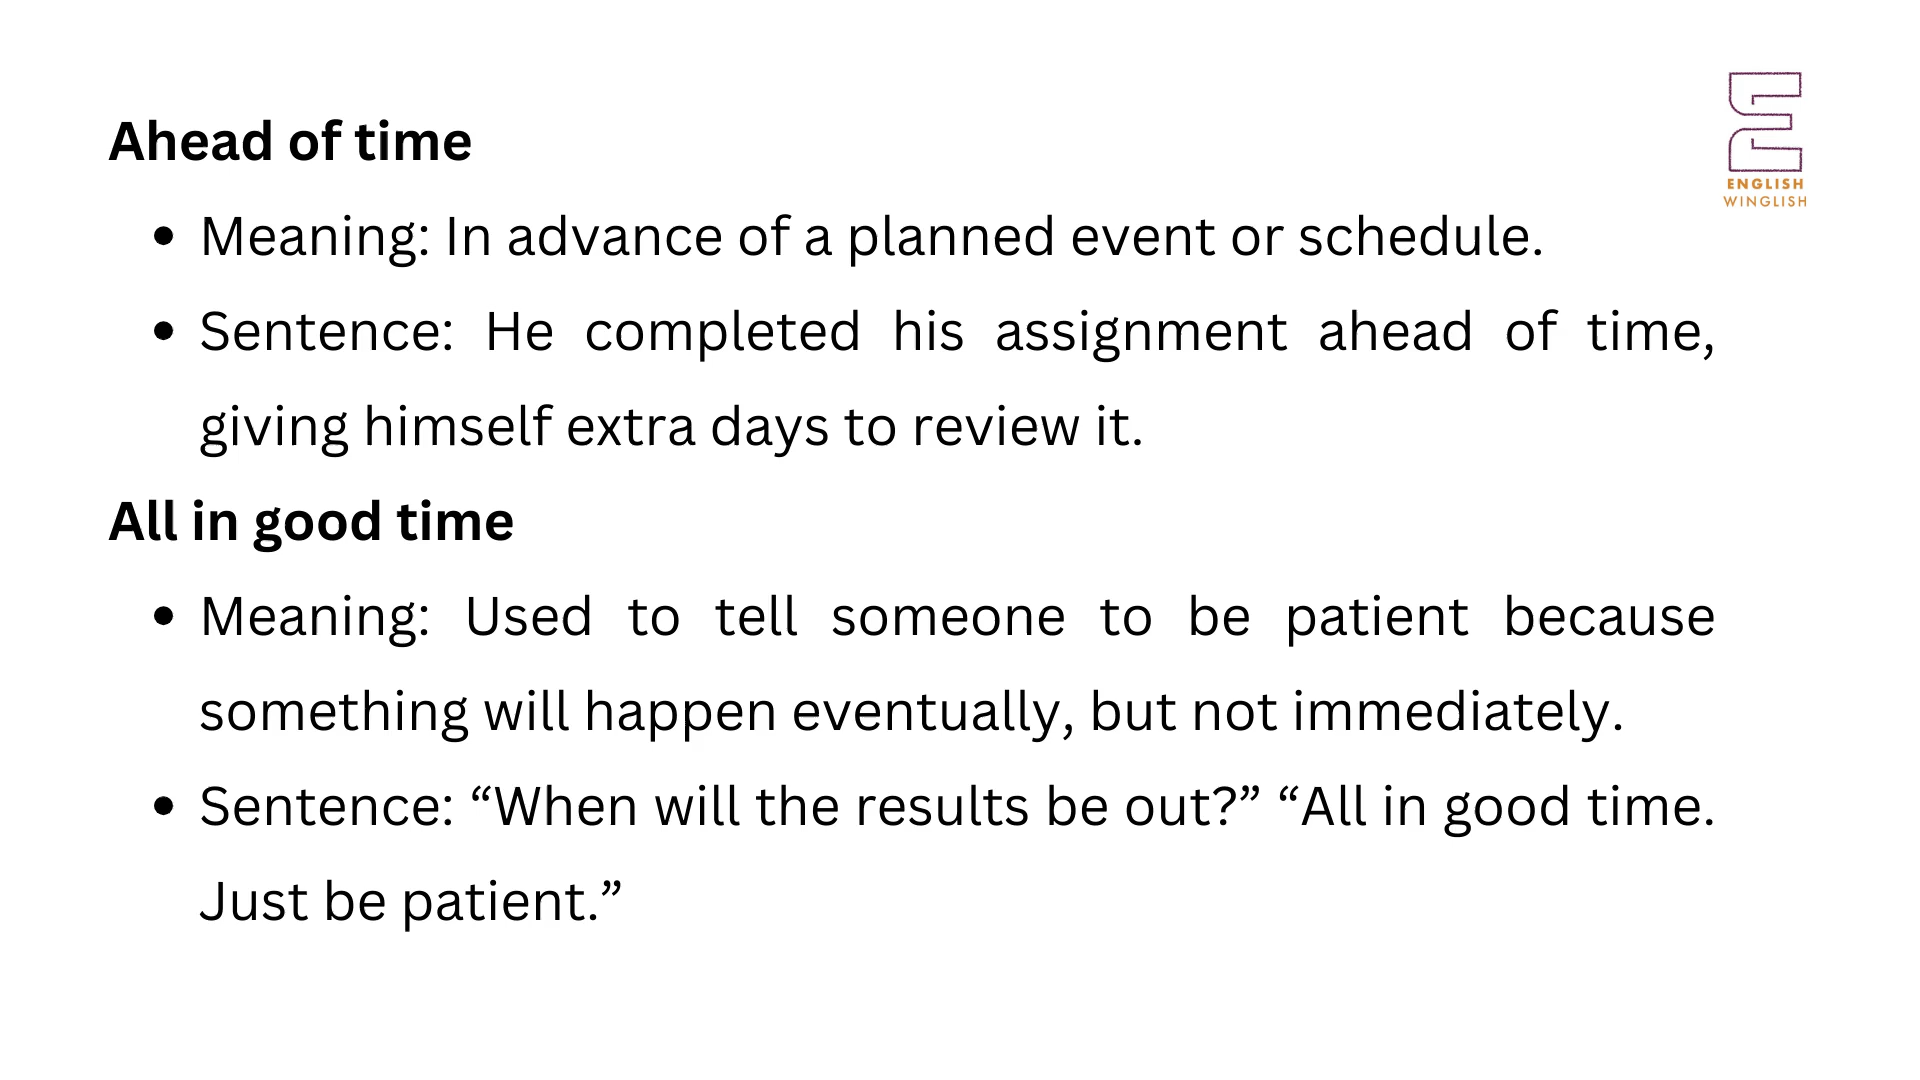 Ahead of time
• Meaning: In advance of a planned event or schedule.
• Sentence: He completed his assignment ahead of time,
giving himself extra days to review it.
All in good time
• Meaning: Used to tell someone to be patient because
something will happen eventually, but not immediately.
• Sentence: “When will the results be out?” “All in good time.
Just be patient.”
E
ENGLISH
WINGLISH